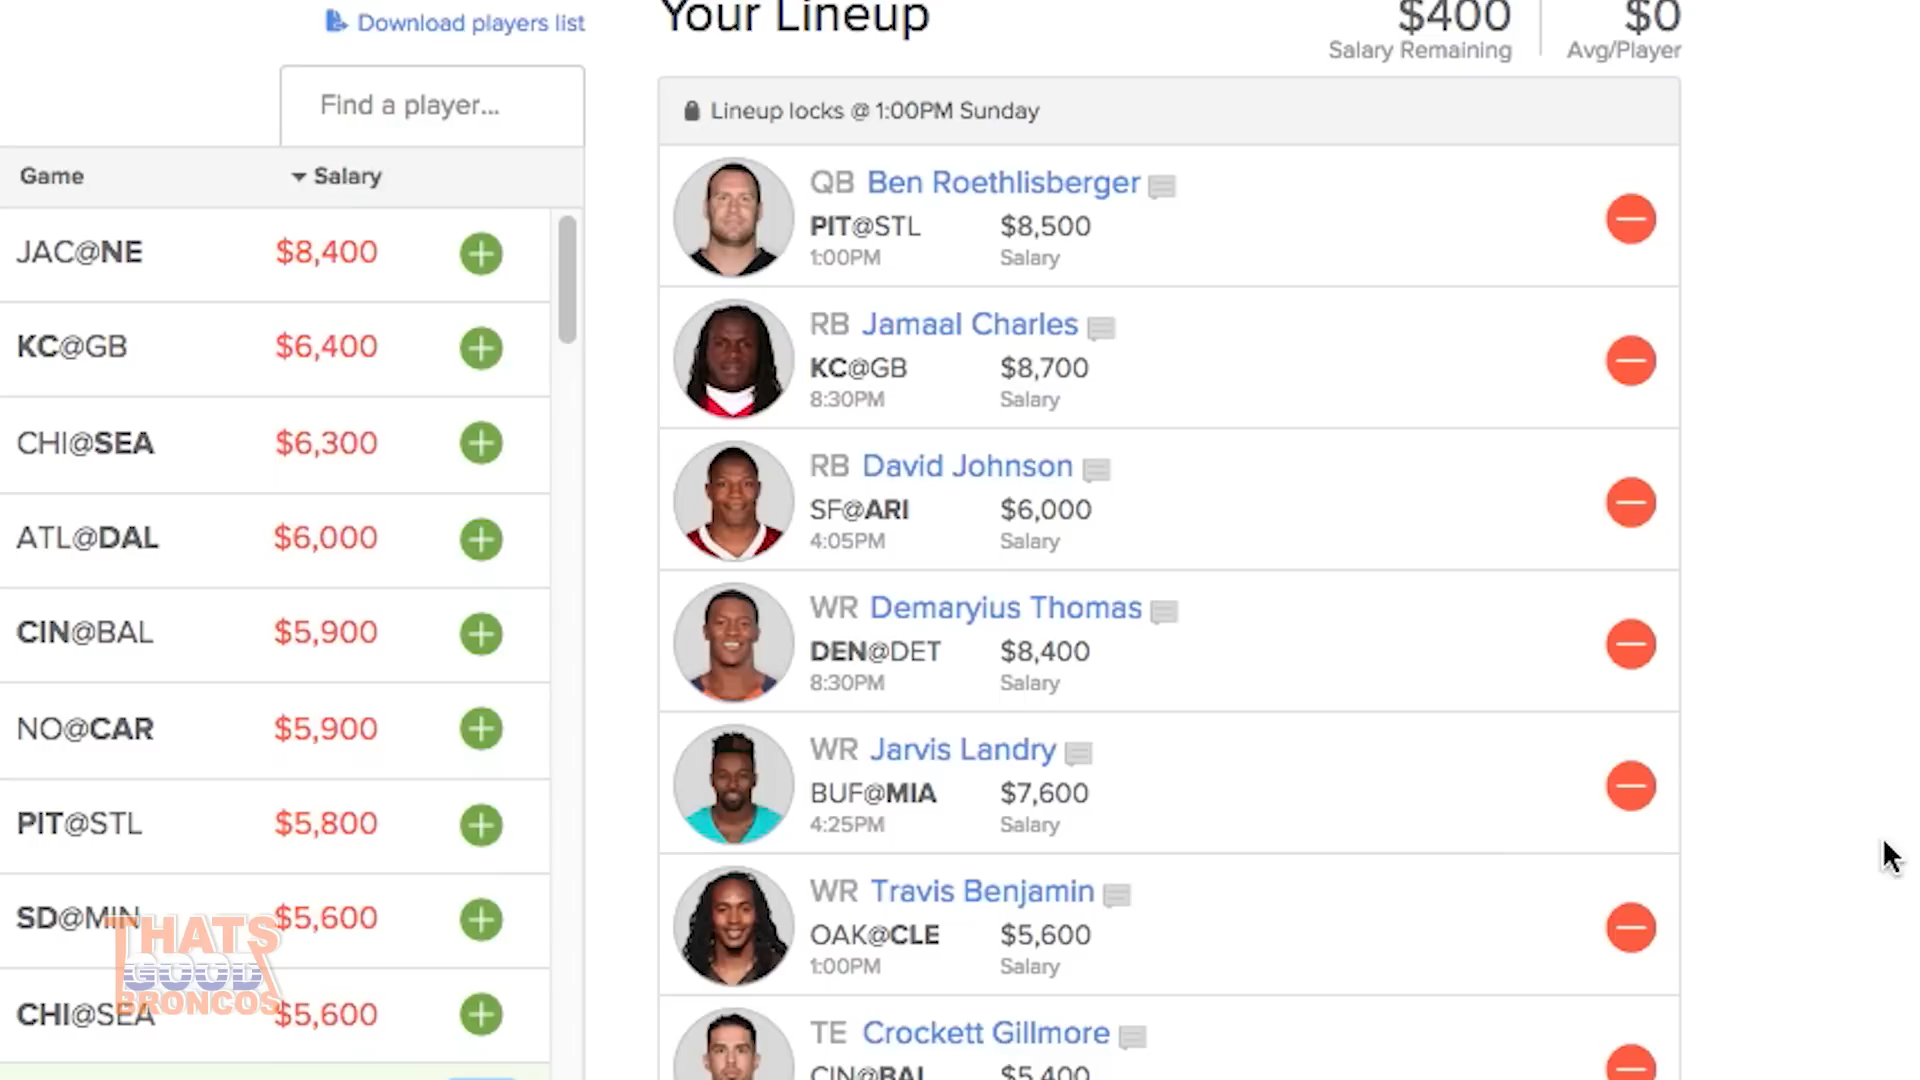 Download players list
Find a player...
Game Salary
JAC@NE $8,400
KC@GB $6,400
CHI@SEA $6,300
ATL@DAL $6,000
CIN@BAL $5,900
NO@CAR $5,900
PIT@STL $5,800
SD@MIN $5,600
CHI@SEA $5,600
THATS
GOOD
BRONCOS
Your Lineup
$400
Salary Remaining
$0
Avg/Player
Lineup locks @ 1:00PM Sunday
QB Ben Roethlisberger
PIT@STL $8,500
1:00PM Salary
RB Jamaal Charles
KC@GB $8,700
8:30PM Salary
RB David Johnson
SF@ARI $6,000
4:05PM Salary
WR Demaryius Thomas
DEN@DET $8,400
8:30PM Salary
WR Jarvis Landry
BUF@MIA $7,600
4:25PM Salary
WR Travis Benjamin
OAK@CLE $5,600
1:00PM Salary
TE Crockett Gillmore
CIN@BAL $5,400